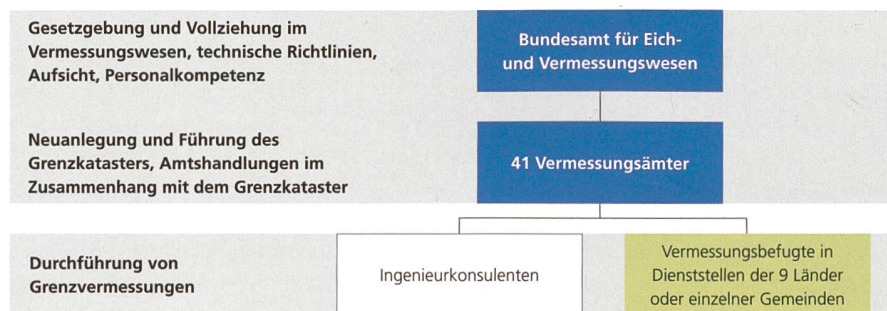 Gesetzgebung und Vollziehung im
Vermessungswesen, technische Richtlinien,
Aufsicht, Personalkompetenz
Bundesamt für Eich-
und Vermessungswesen
Neuanlegung und Führung des
Grenzkatasters, Amtshandlungen im
Zusammenhang mit dem Grenzkataster
41 Vermessungsämter
Durchführung von
Grenzvermessungen
Ingenieurkonsulenten
Vermessungsbefugte in
Dienststellen der 9 Länder
oder einzelner Gemeinden